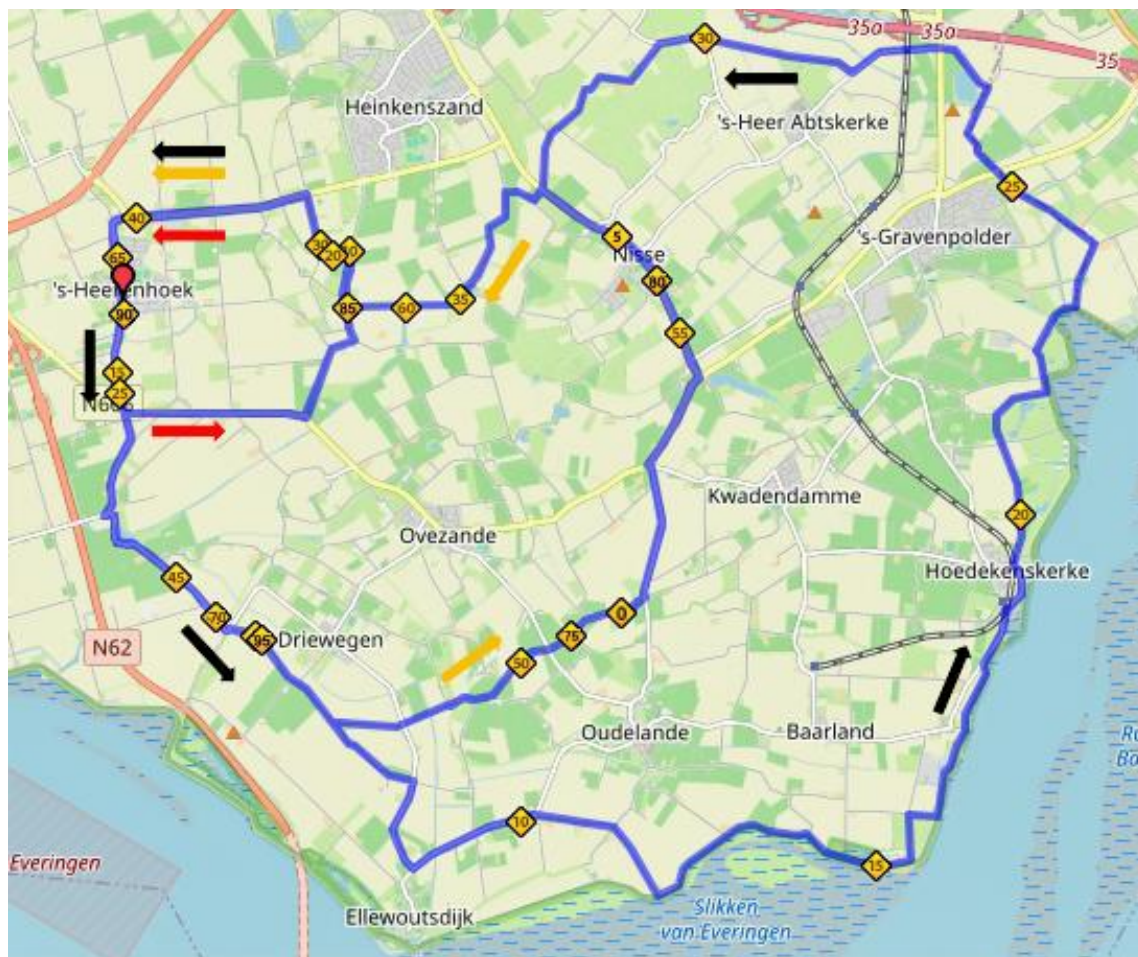 35a
35a
35
30
Heinkenszand
's-Heer Abtskerke
25
40
's-Gravenpolder
5
30
20
Nisse
65
80
's-Heerenhoek
35
60
85
90
55
15
25
Kwadendamme
20
Ovezande
Hoedekenskerke
45
0
70
75
95
Driewegen
N62
50
Oudelande
Baarland
10
Everingen
15
Ellewoutsdijk
Slikken
van Everingen